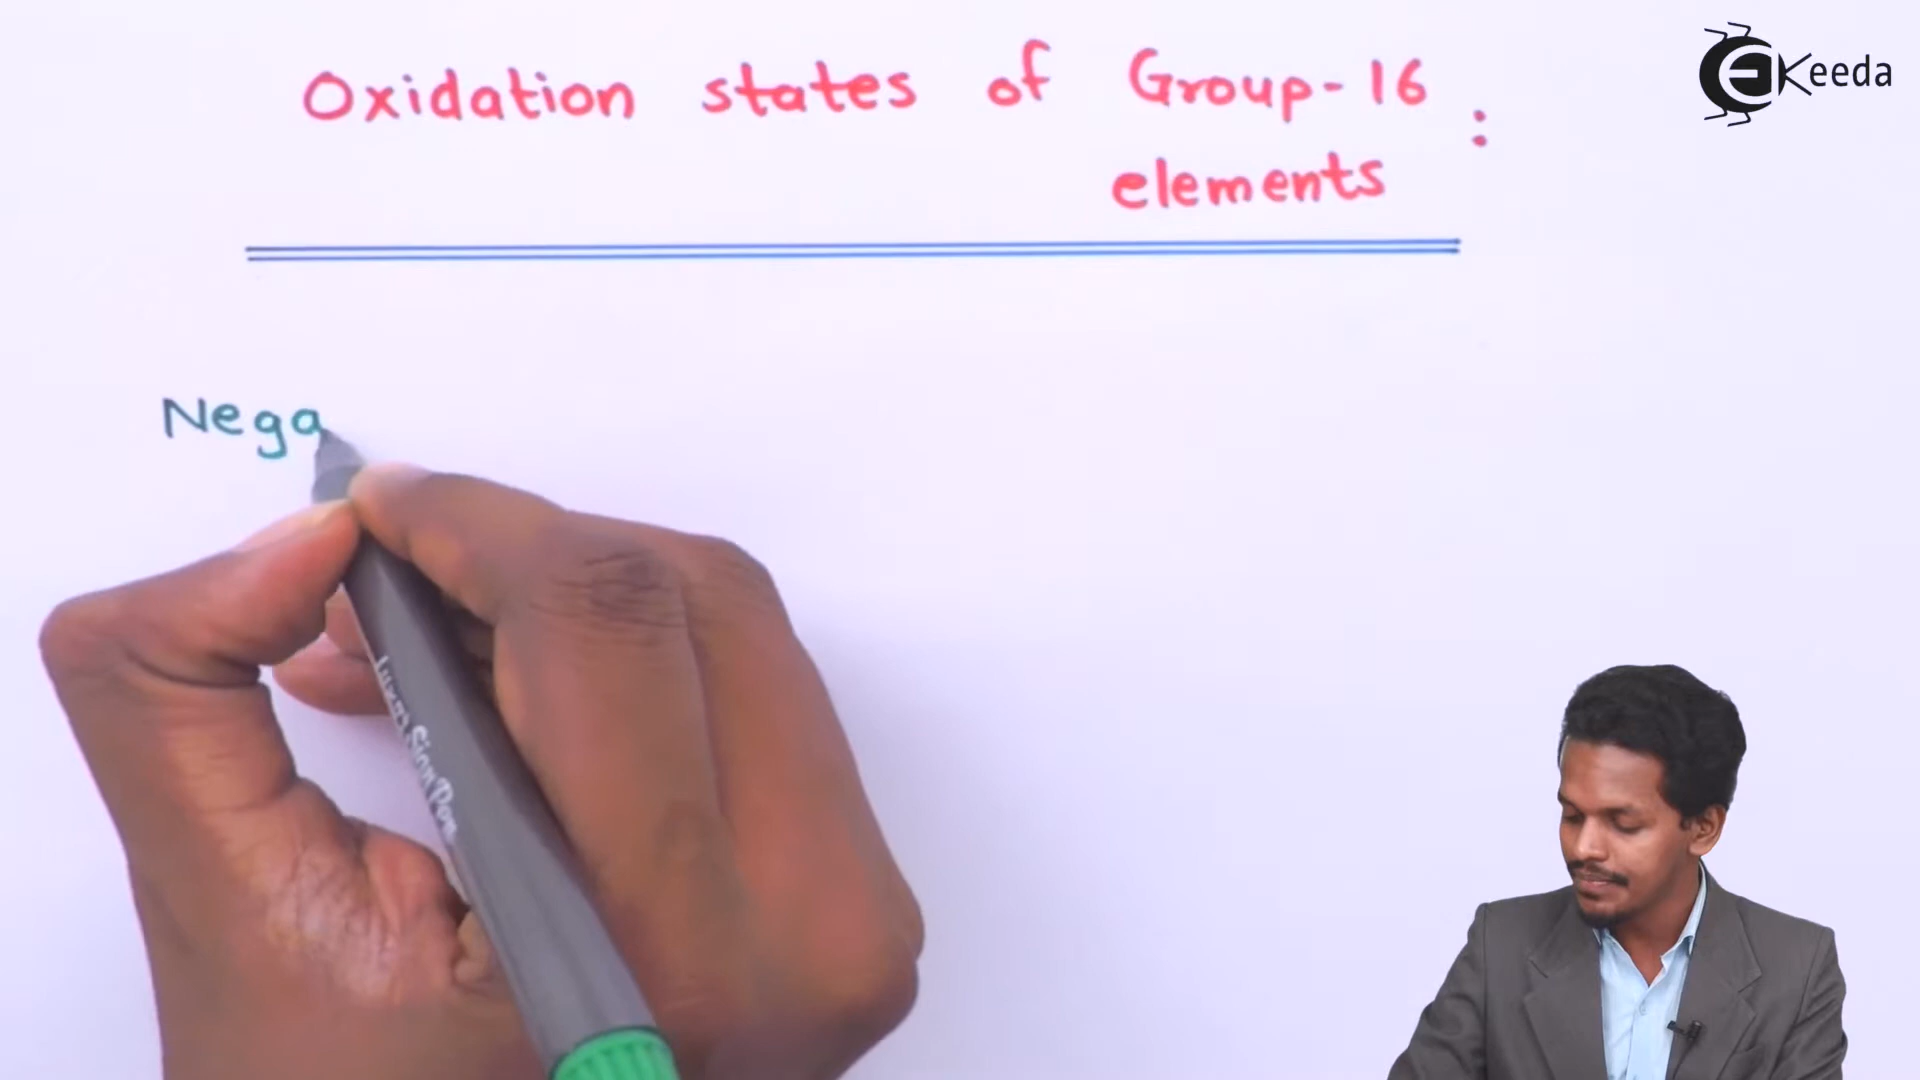 Oxidation states of Group-16
elements :
Nega
Keeda